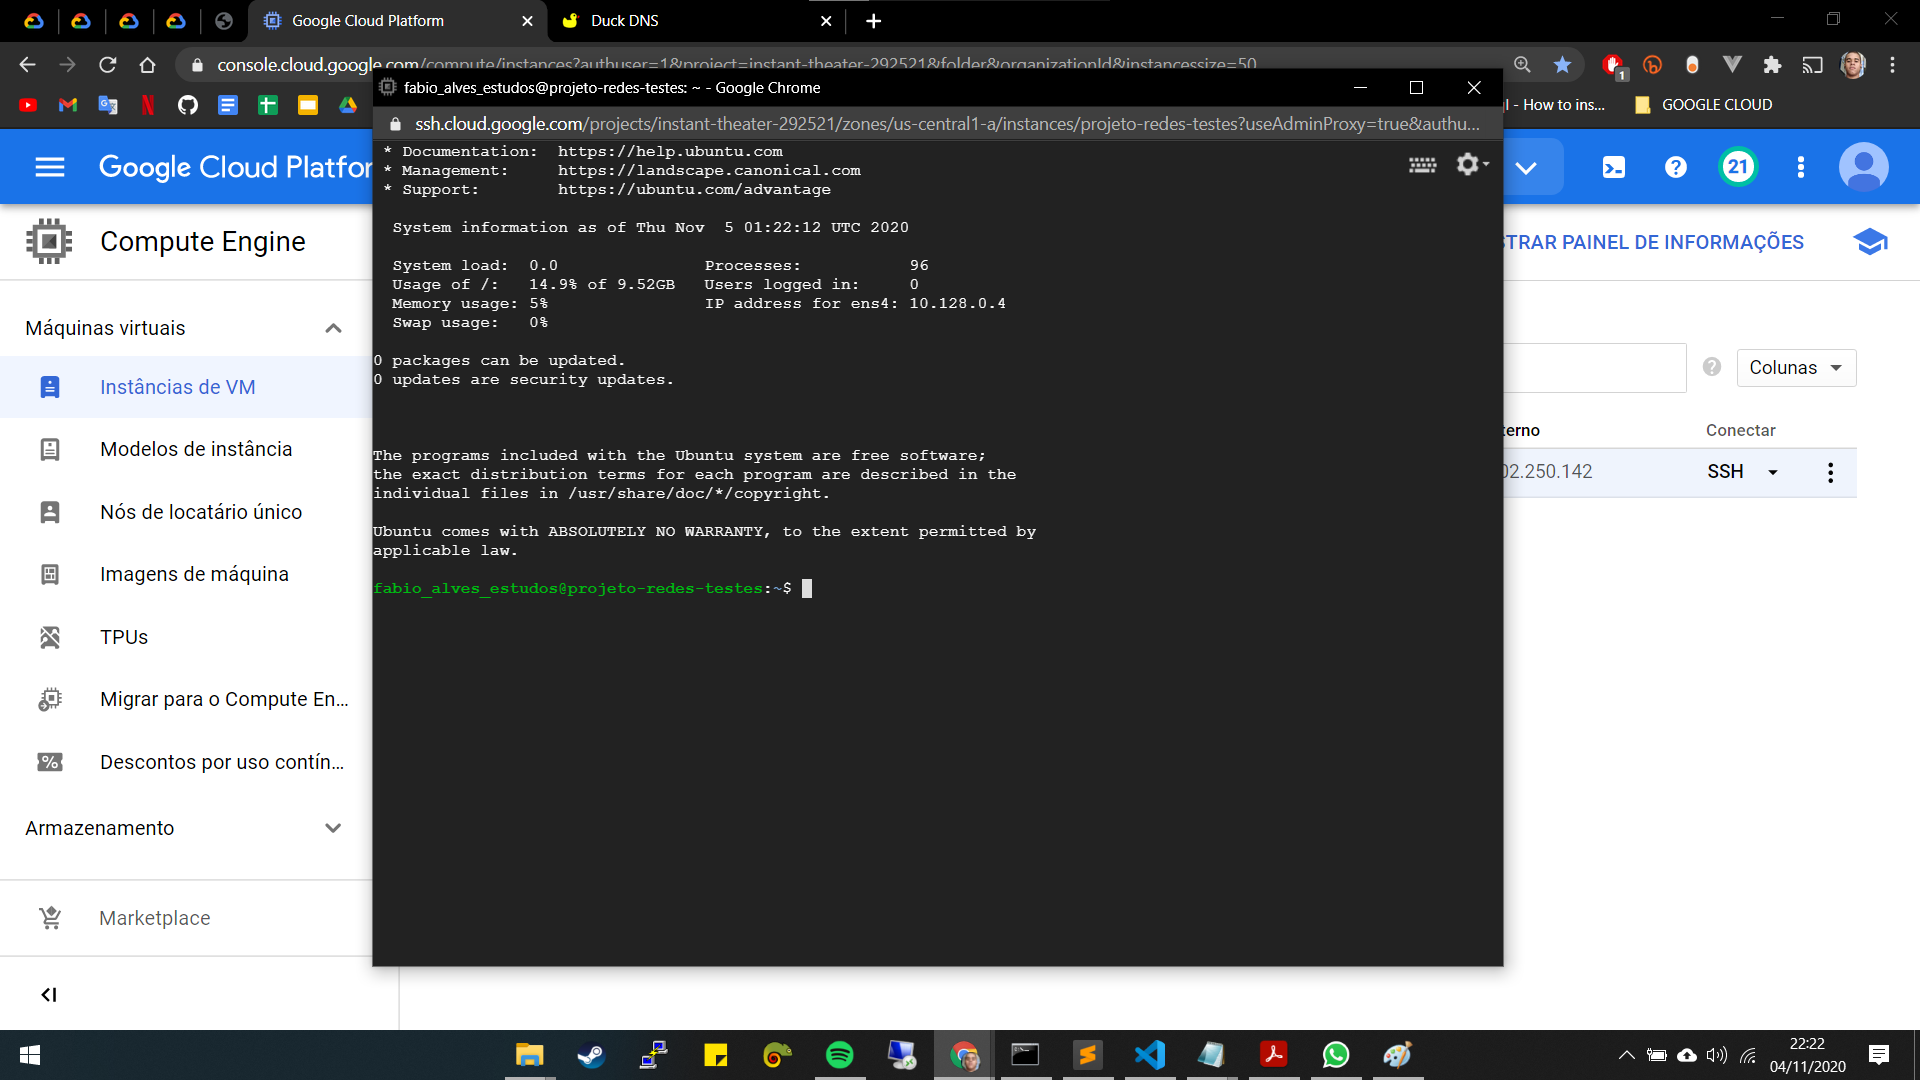 Google Cloud Platform
Duck DNS
console.cloud.google.com/compute/instances?authuser=1&project=instant-theater-292521&folder&organizationId&instancessize=50
fabio_alves_estudos@projeto-redes-testes: ~ - Google Chrome
1
- How to ins...
GOOGLE CLOUD
ssh.cloud.google.com/projects/instant-theater-292521/zones/us-central1-a/instances/projeto-redes-testes?useAdminProxy=true&authu...
Google Cloud Platfor
21
* Documentation: https://help.ubuntu.com
* Management: https://landscape.canonical.com
* Support: https://ubuntu.com/advantage
System information as of Thu Nov 5 01:22:12 UTC 2020
System load: 0.0 Processes: 96
Usage of /: 14.9% of 9.52GB Users logged in: 0
Memory usage: 5% IP address for ens4: 10.128.0.4
Swap usage: 0%
0 packages can be updated.
0 updates are security updates.
The programs included with the Ubuntu system are free software;
the exact distribution terms for each program are described in the
individual files in /usr/share/doc/*/copyright.
Ubuntu comes with ABSOLUTELY NO WARRANTY, to the extent permitted by
applicable law.
fabio_alves_estudos@projeto-redes-testes:~$
Compute Engine
TRAR PAINEL DE INFORMAÇÕES
Máquinas virtuais
Instâncias de VM
Modelos de instância
Nós de locatário único
Imagens de máquina
TPUs
Migrar para o Compute En...
Descontos por uso contín...
Armazenamento
Marketplace
Colunas
terno
Conectar
02.250.142
SSH
22:22
04/11/2020